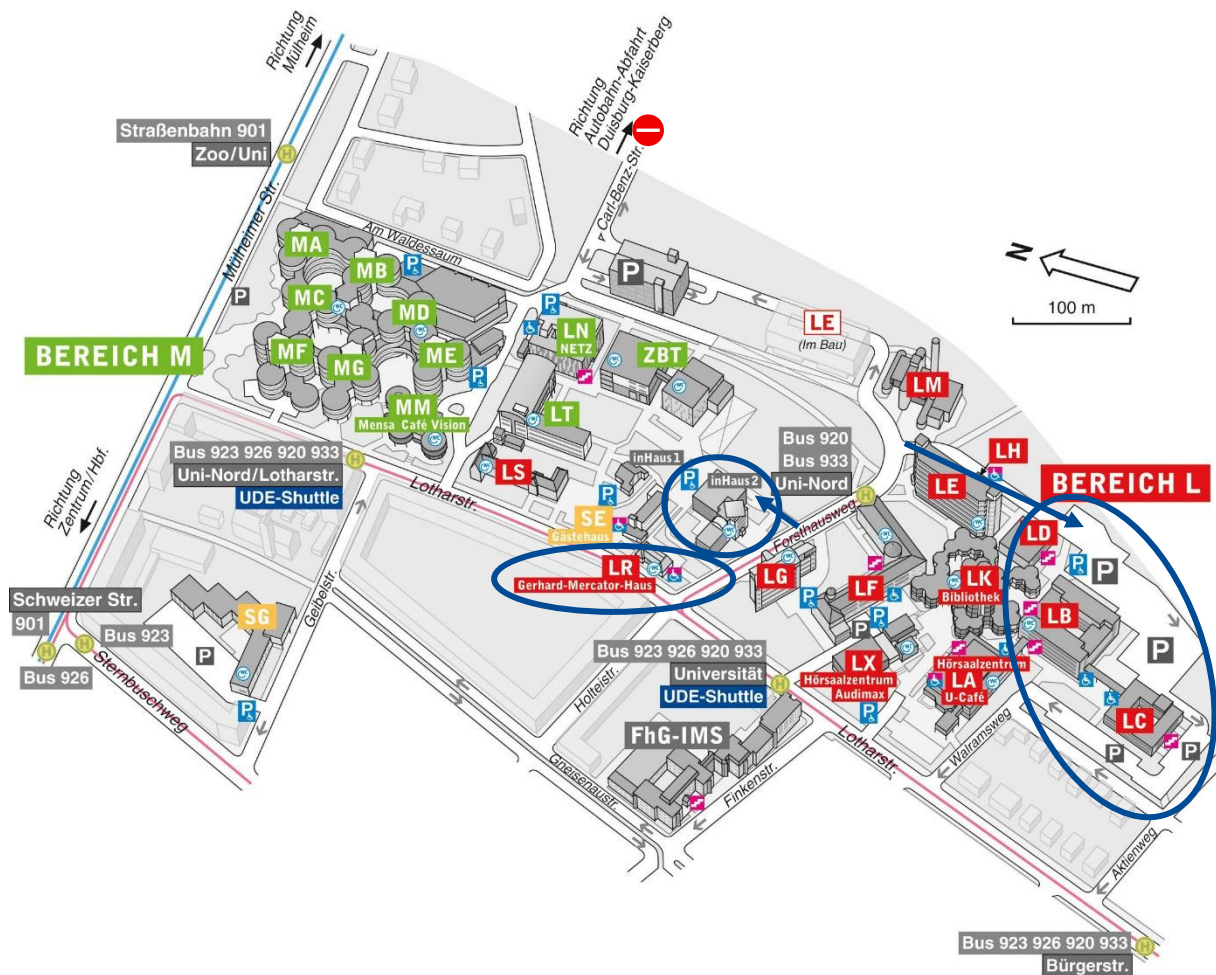 Richtung
Mülheim
Richtung
Autobahn-Abfahrt
Duisburg-Kaiserberg
Straßenbahn 901
Zoo/Uni
Mülheimer Str.
Carl-Benz-Str.
Am Waldessaum
MA
MB
MC
MD
MF
MG
ME
MM
Mensa Café Vision
BEREICH M
P
P
P
P
P
LN
NETZ
ZBT
LT
LS
LE
(Im Bau)
N
100 m
LM
LH
LE
BEREICH L
Bus 920
Bus 933
Uni-Nord
H
inHaus 1
inHaus 2
P
P
SE
Gästehaus
LR
Gerhard-Mercator-Haus
Forsthausweg
Bus 923 926 920 933
Uni-Nord/Lotharstr.
UDE-Shuttle
H
H
Lotharstr.
Richtung
Zentrum/Hbf.
Geibelstr.
Schweizer Str.
901
Bus 923
Bus 926
H
H
SG
P
P
Sternbuschweg
LG
LF
LK
Bibliothek
LD
LB
P
P
P
P
P
P
LX
Hörsaalzentrum
Audimax
P
Hörsaalzentrum
LA
U-Café
LC
P
P
Bus 923 926 920 933
Universität
UDE-Shuttle
H
Holteistr.
FhG-IMS
Gneisenaustr.
Finkenstr.
Lotharstr.
Walramsweg
Aktienweg
Bus 923 926 920 933
Bürgerstr.
H